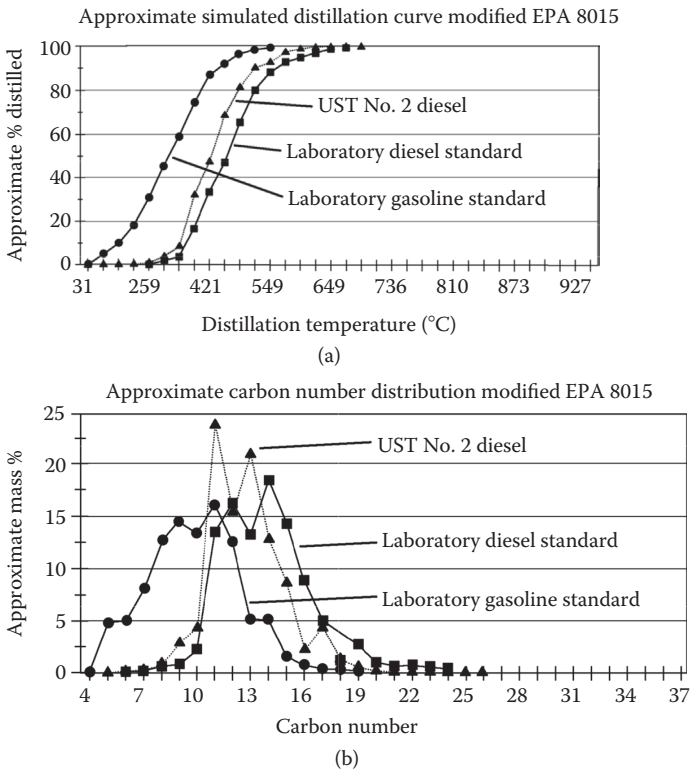 Approximate simulated distillation curve modified EPA 8015
Approximate % distilled
100
80
60
40
20
0
UST No. 2 diesel
Laboratory diesel standard
Laboratory gasoline standard
31 259 421 549 649 736 810 873 927
Distillation temperature (°C)
(a)
Approximate carbon number distribution modified EPA 8015
Approximate mass %
25
20
15
10
5
0
UST No. 2 diesel
Laboratory diesel standard
Laboratory gasoline standard
4 7 10 13 16 19 22 25 28 31 34 37
Carbon number
(b)